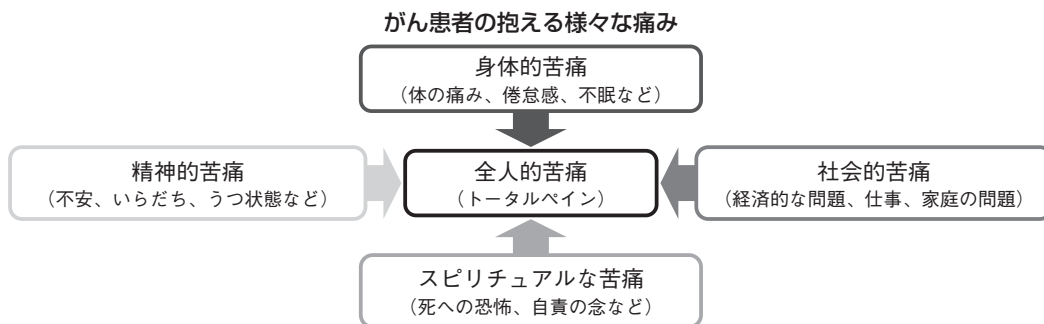 がん患者の抱える様々な痛み
身体的苦痛
（体の痛み、倦怠感、不眠など）
精神的苦痛
（不安、いらだち、うつ状態など）
全人的苦痛
（トータルペイン）
社会的苦痛
（経済的な問題、仕事、家庭の問題）
スピリチュアルな苦痛
（死への恐怖、自責の念など）